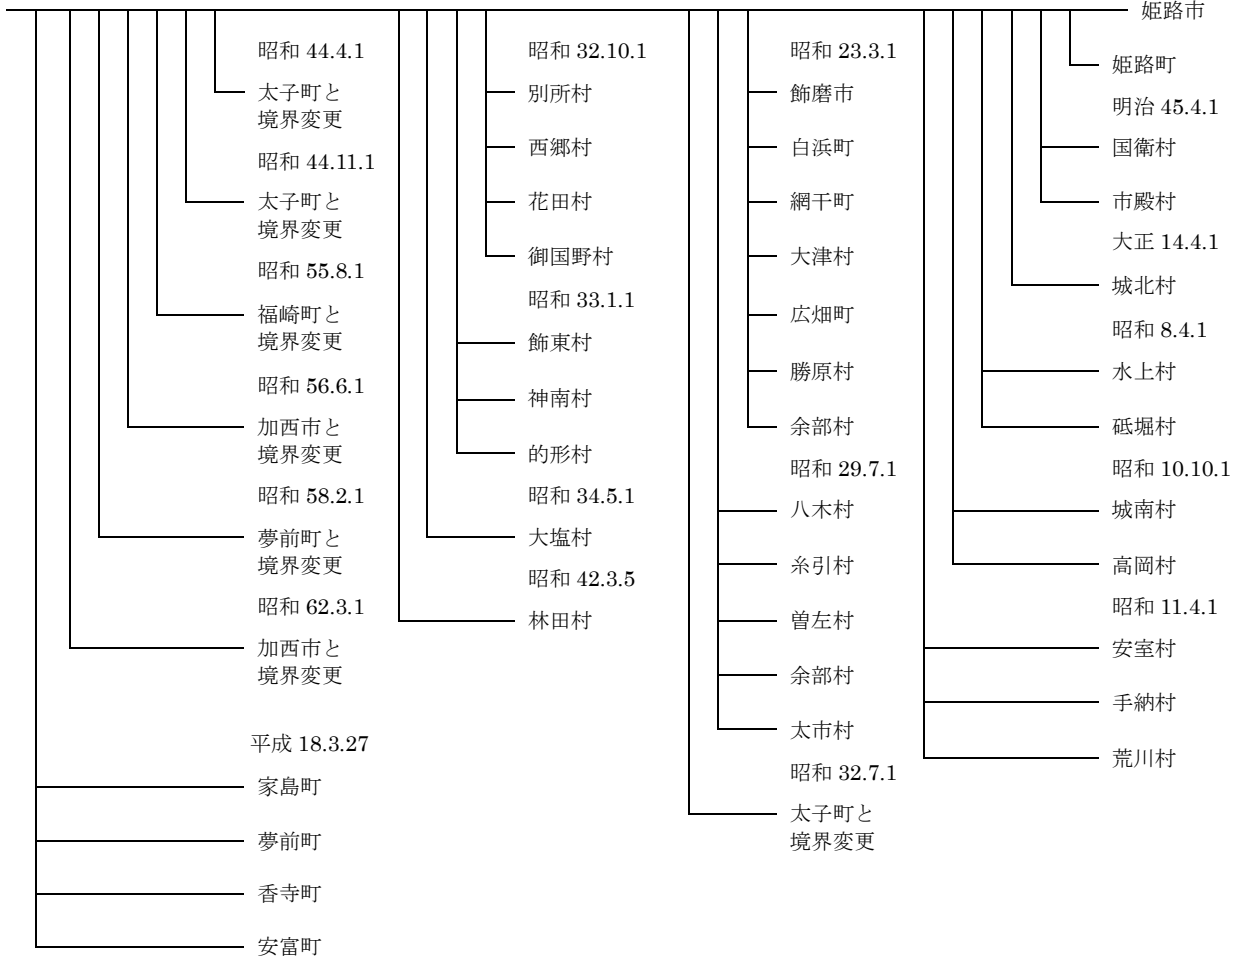 姫路市
姫路町
明治 45.4.1
国衛村
市殿村
大正 14.4.1
城北村
昭和 8.4.1
水上村
砥堀村
昭和 10.10.1
城南村
高岡村
昭和 11.4.1
安室村
手納村
荒川村
昭和 23.3.1
飾磨市
白浜町
網干町
大津村
広畑町
勝原村
余部村
昭和 29.7.1
八木村
糸引村
曽左村
余部村
太市村
昭和 32.7.1
太子町と
境界変更
昭和 32.10.1
別所村
西郷村
花田村
御国野村
昭和 33.1.1
飾東村
神南村
的形村
昭和 34.5.1
大塩村
昭和 42.3.5
林田村
昭和 44.4.1
太子町と
境界変更
昭和 44.11.1
太子町と
境界変更
昭和 55.8.1
福崎町と
境界変更
昭和 56.6.1
加西市と
境界変更
昭和 58.2.1
夢前町と
境界変更
昭和 62.3.1
加西市と
境界変更
平成 18.3.27
家島町
夢前町
香寺町
安富町